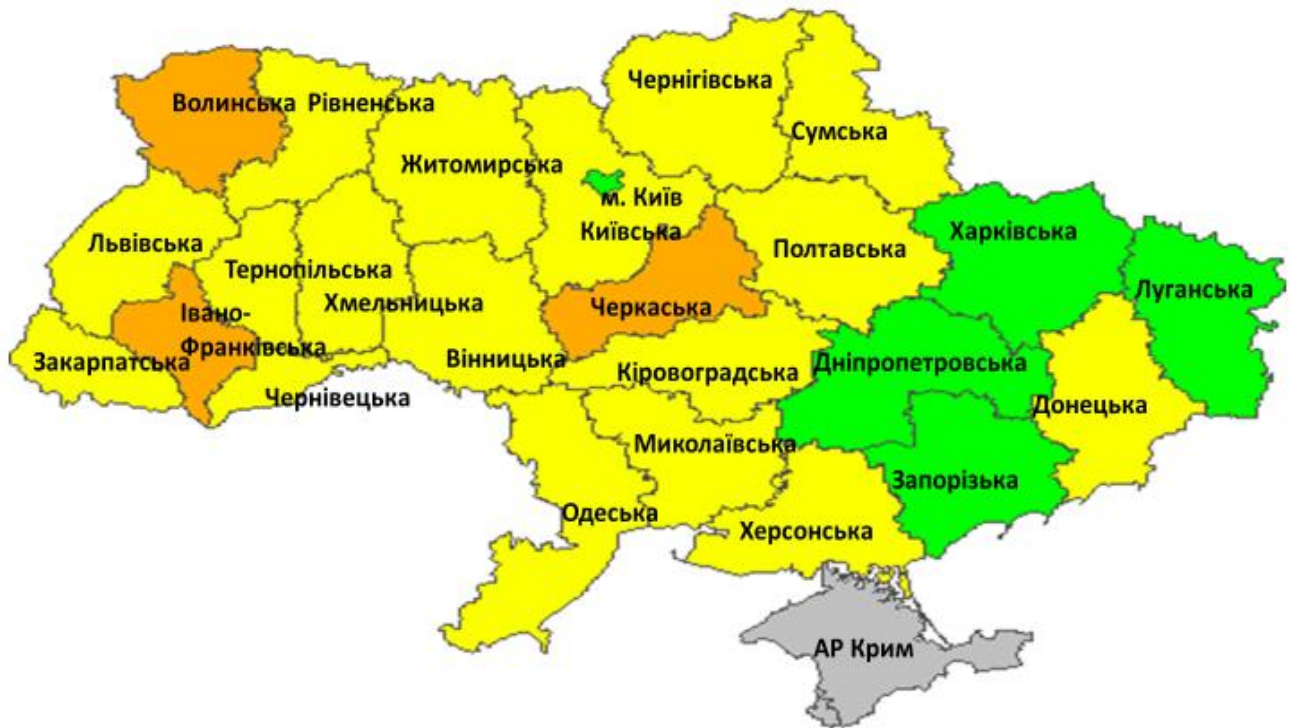 Чернігівська
Волинська
Рівненська
Сумська
Житомирська
м. Київ
Київська
Харківська
Львівська
Полтавська
Тернопільська
Луганська
Хмельницька
Черкаська
Івано-
Франківська
Закарпатська
Вінницька
Дніпропетровська
Кіровоградська
Чернівецька
Донецька
Миколаївська
Запорізька
Одеська
Херсонська
АР Крим